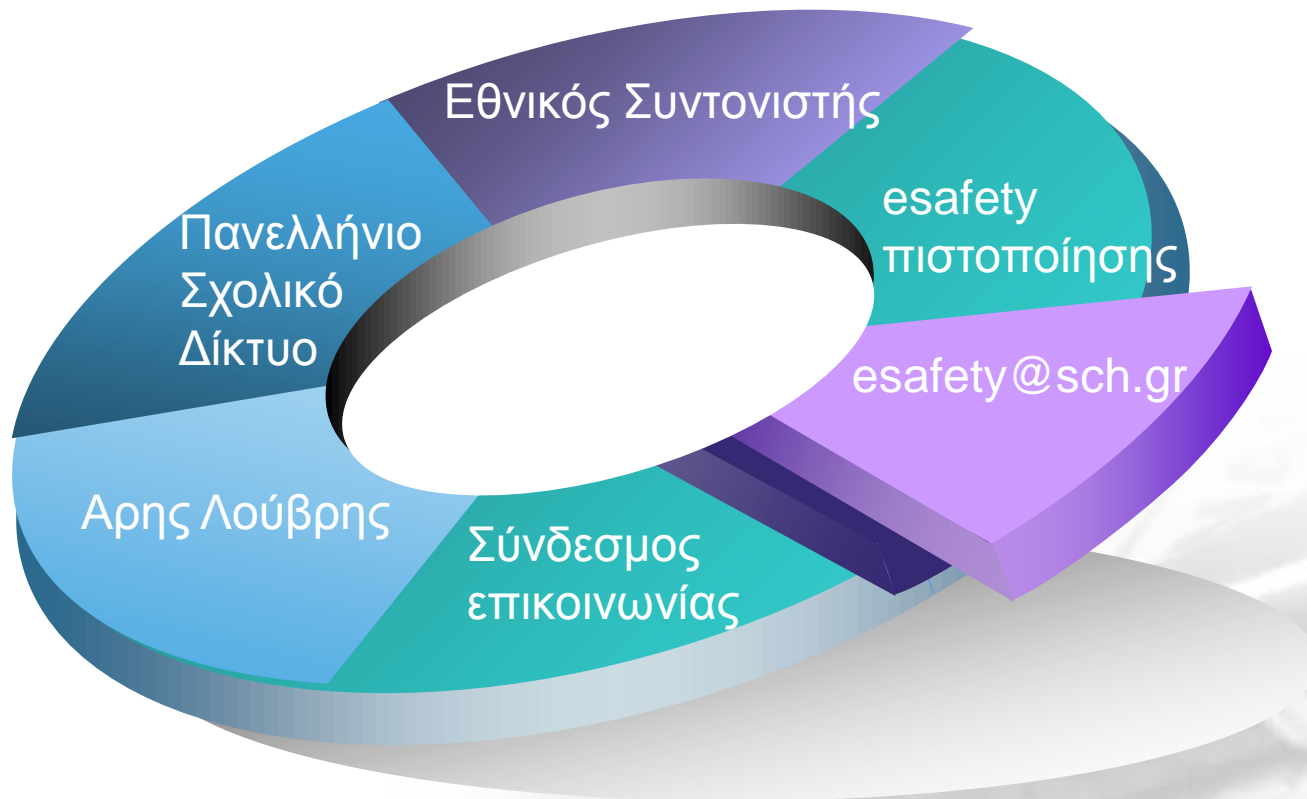 Εθνικός Συντονιστής
esafety
πιστοποίησης
Πανελλήνιο
Σχολικό
Δίκτυο
esafety@sch.gr
Αρης Λούβρης
Σύνδεσμος
επικοινωνίας